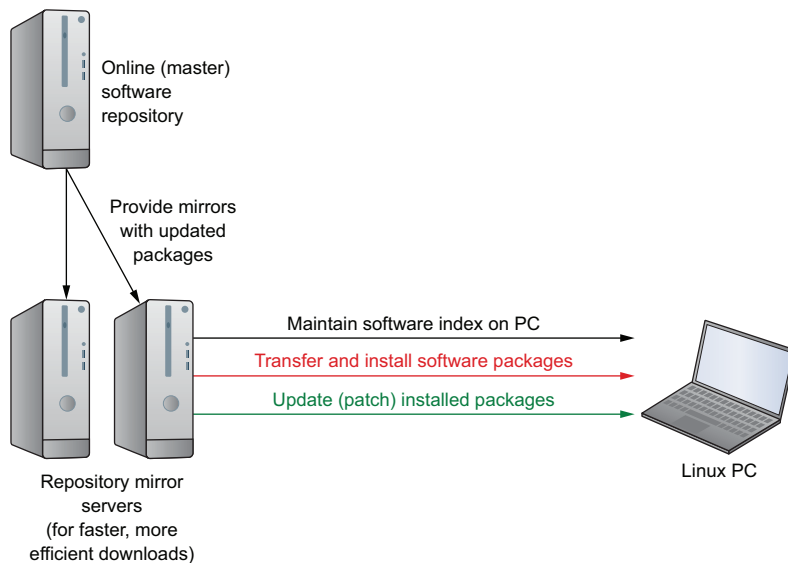 Online (master)
software
repository
Provide mirrors
with updated
packages
Maintain software index on PC
Transfer and install software packages
Update (patch) installed packages
Linux PC
Repository mirror
servers
(for faster, more
efficient downloads)